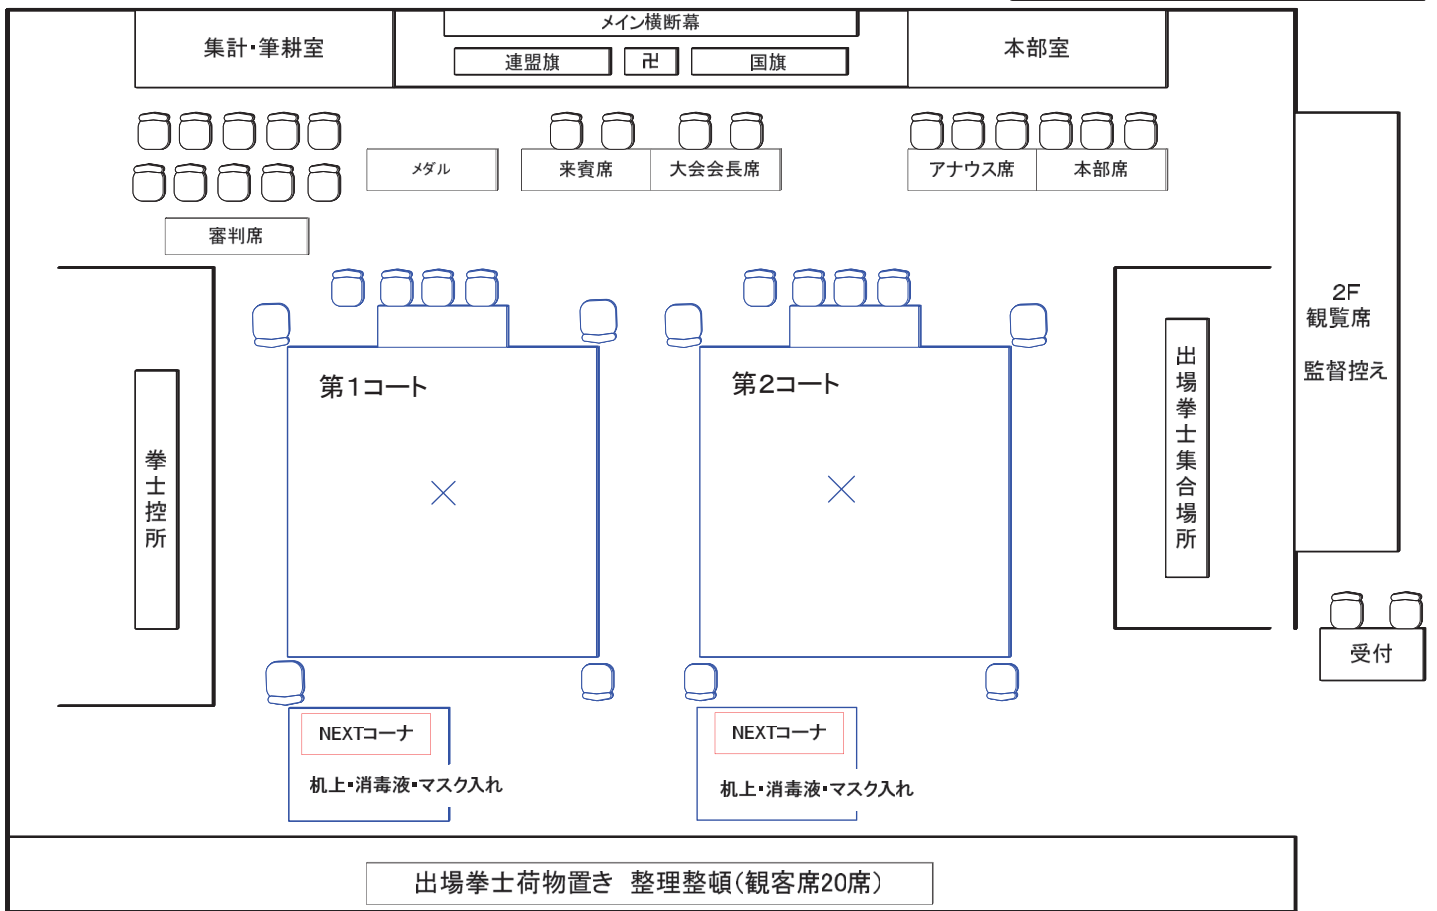 メイン横断幕
集計・筆耕室
連盟旗
卍
国旗
本部室
メダル
来賓席
大会会長席
アナウス席
本部席
審判席
2F
観覧席
監督控え
第1コート
第2コート
出場拳士集合場所
拳士控所
受付
NEXTコーナ
机上・消毒液・マスク入れ
NEXTコーナ
机上・消毒液・マスク入れ
出場拳士荷物置き 整理整頓(観客席20席)